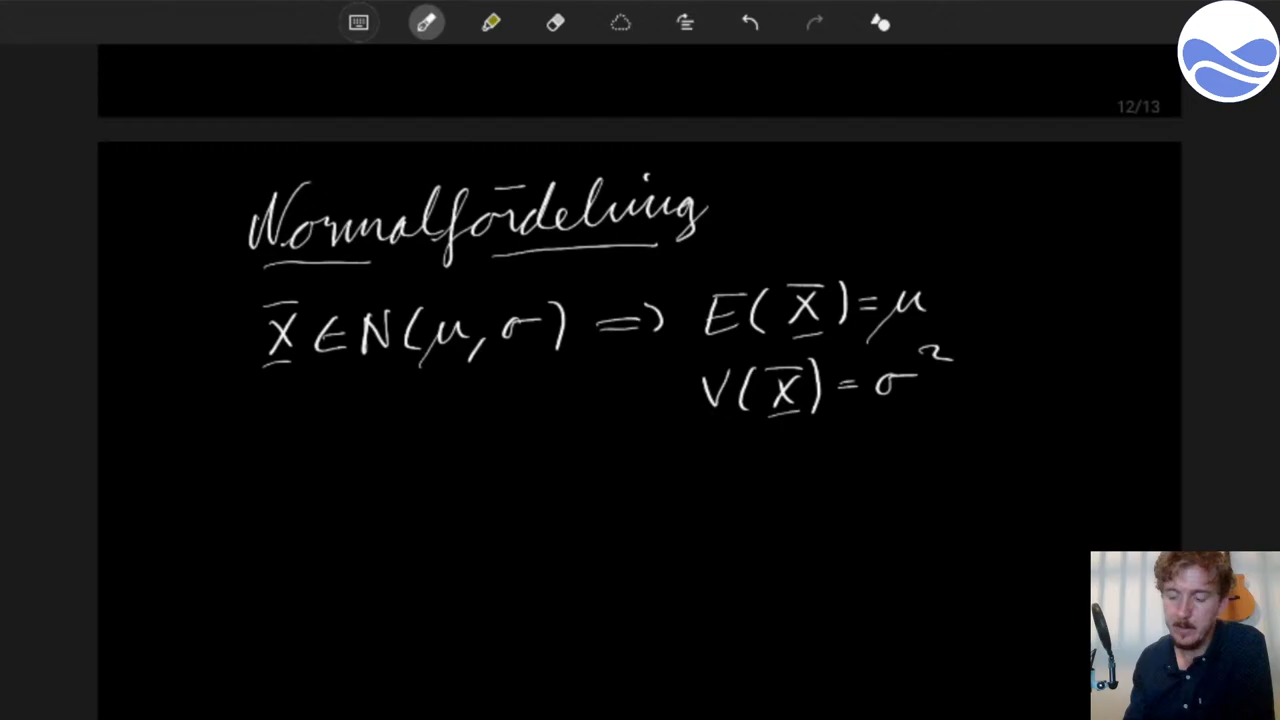 12/13
Normalfördelning
X ∈ N(μ, σ) ⇒ E(X) = μ
V(X) = σ²